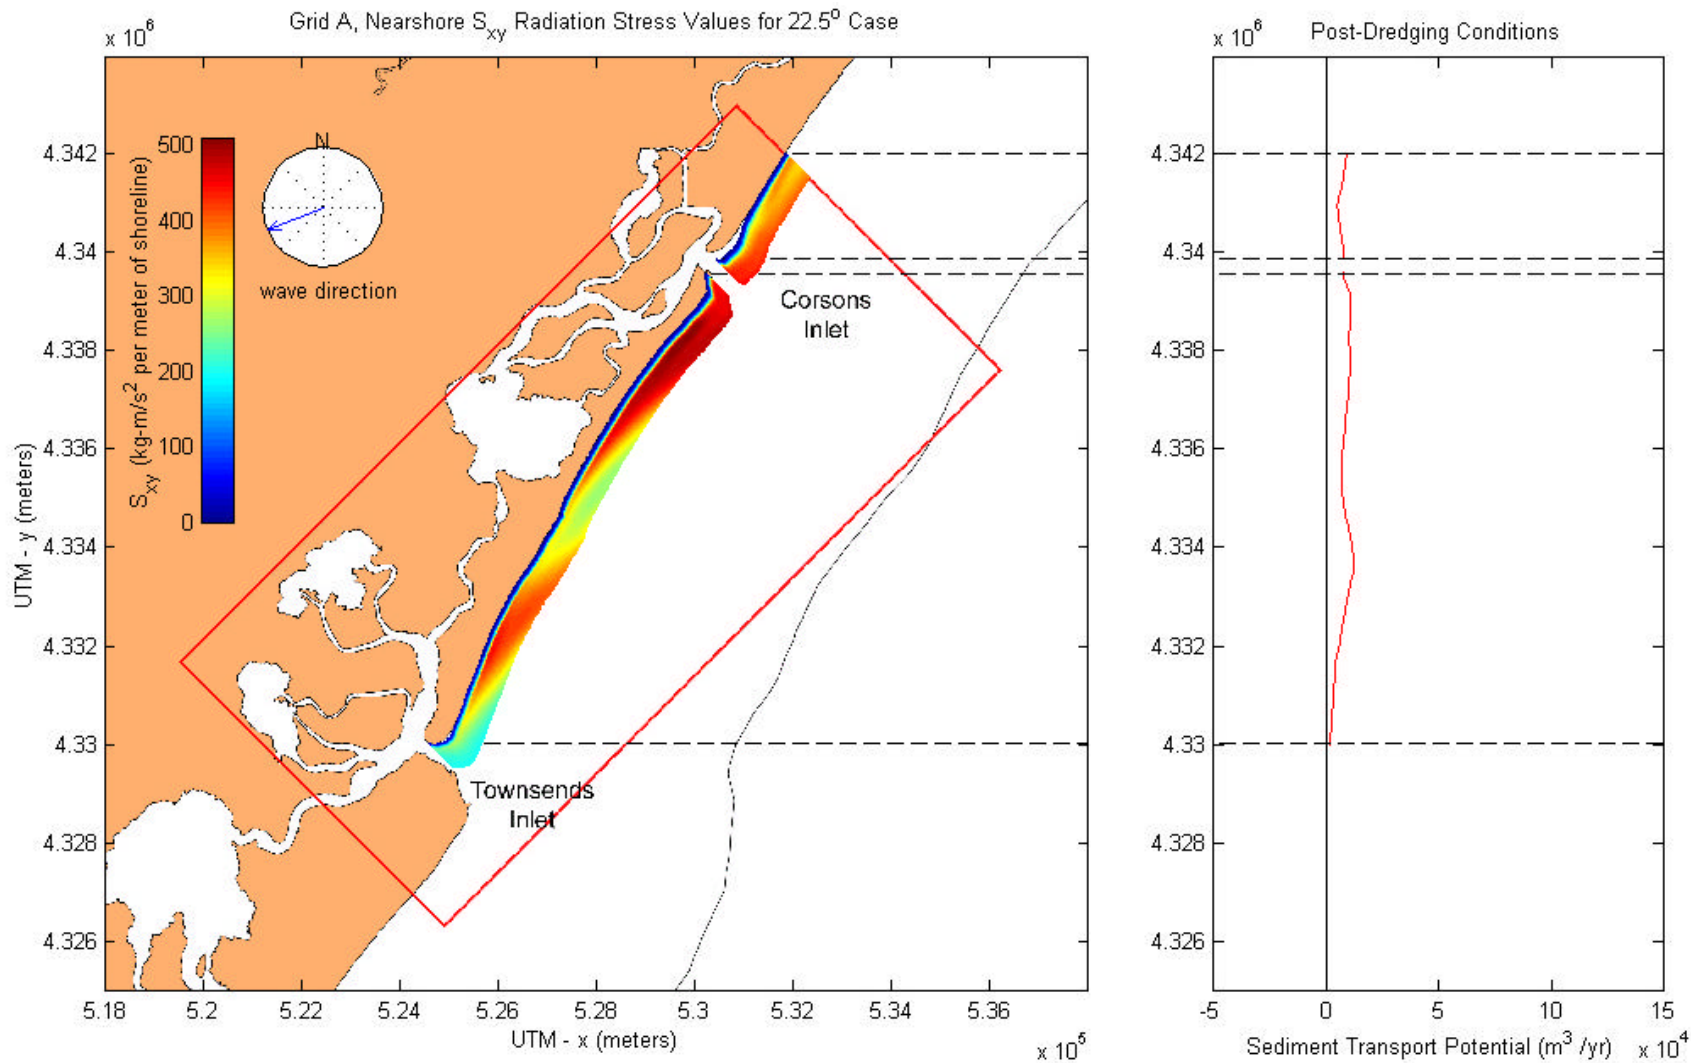 Grid A, Nearshore Sxy Radiation Stress Values for 22.5o Case
x 10^6
4.342
4.34
4.338
4.336
4.334
4.332
4.33
4.328
4.326
UTM - y (meters)
500
400
300
200
100
0
Sxy (kg-m/s^2 per meter of shoreline)
N
wave direction
Corsons
Inlet
Townsends
Inlet
5.18
5.2
5.22
5.24
5.26
5.28
5.3
5.32
5.34
5.36
UTM - x (meters)
x 10^5
Post-Dredging Conditions
x 10^6
4.342
4.34
4.338
4.336
4.334
4.332
4.33
4.328
4.326
-5
0
5
10
15
Sediment Transport Potential (m^3 /yr)
x 10^4